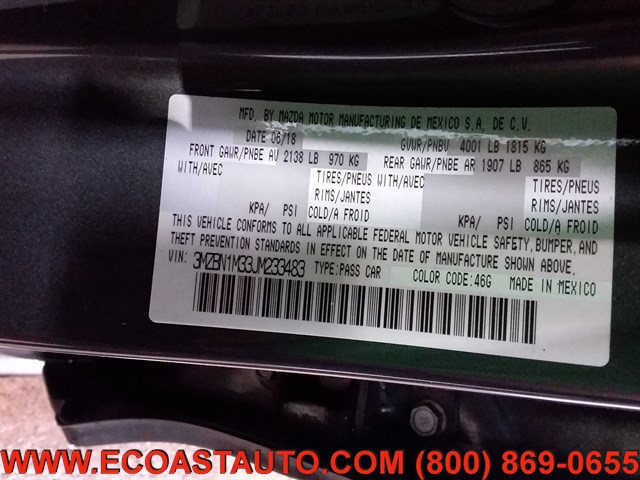 MFD. BY MAZDA MOTOR MANUFACTURING DE MEXICO S.A. DE C.V.
DATE 06/18 GVWR/PNBV 4001 LB 1815 KG
FRONT GAWR/PNBE AV 2138 LB 970 KG REAR GAWR/PNBE AR 1907 LB 865 KG
WITH/AVEC TIRES/PNEUS WITH/AVEC TIRES/PNEUS
RIMS/JANTES RIMS/JANTES
KPA/ PSI COLD/A FROID KPA/ PSI COLD/A FROID
THIS VEHICLE CONFORMS TO ALL APPLICABLE FEDERAL MOTOR VEHICLE SAFETY, BUMPER, AND
THEFT PREVENTION STANDARDS IN EFFECT ON THE DATE OF MANUFACTURE SHOWN ABOVE.
VIN: 3MZBN1M33JM233483 TYPE:PASS CAR COLOR CODE:46G MADE IN MEXICO
WWW.ECOASTAUTO.COM (800) 869-0655